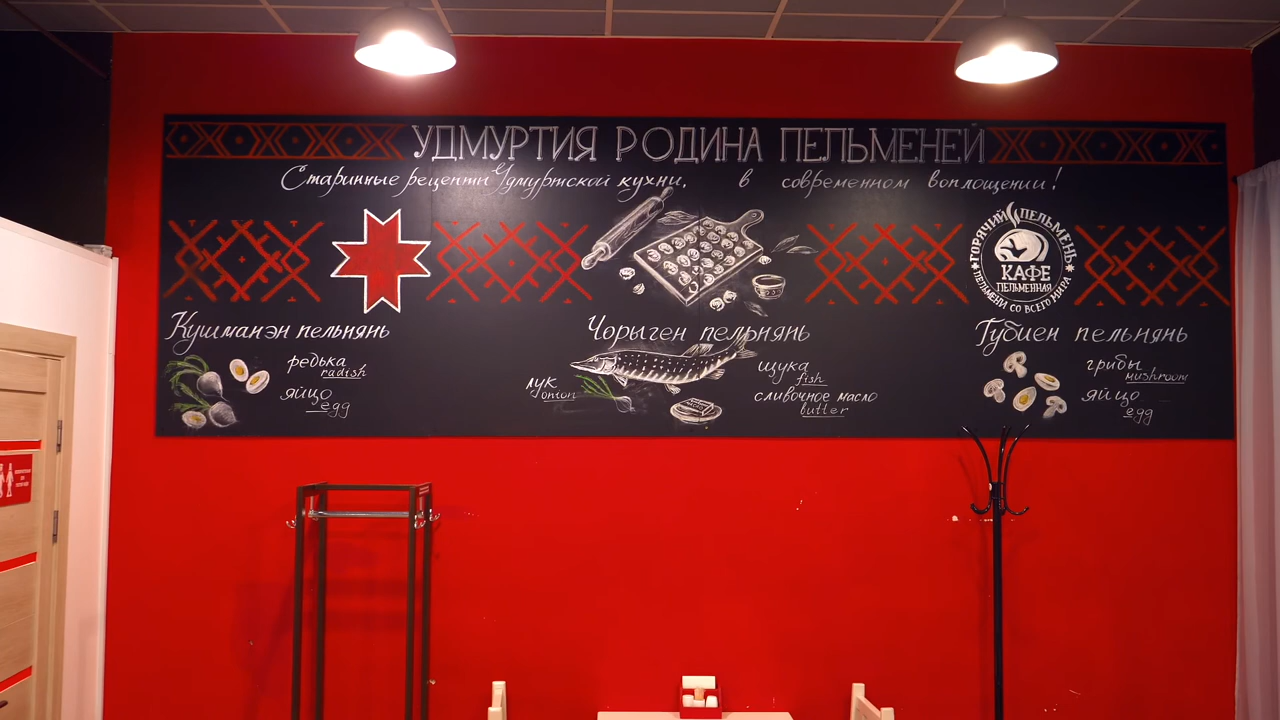 УДМУРТИЯ РОДИНА ПЕЛЬМЕНЕЙ
Старинные рецепты Удмуртской кухни, в современном воплощении!
ГОРЯЧИЙ ПЕЛЬМЕНЬ
КАФЕ
ПЕЛЬМЕННАЯ
ПЕЛЬМЕНИ СО ВСЕГО МИРА
Кушманэн пельнянь
редька
radish
яйцо
egg
Чорыген пельнянь
лук
onion
щука
fish
сливочное масло
butter
Губиен пельнянь
грибы
mushroom
яйцо
egg